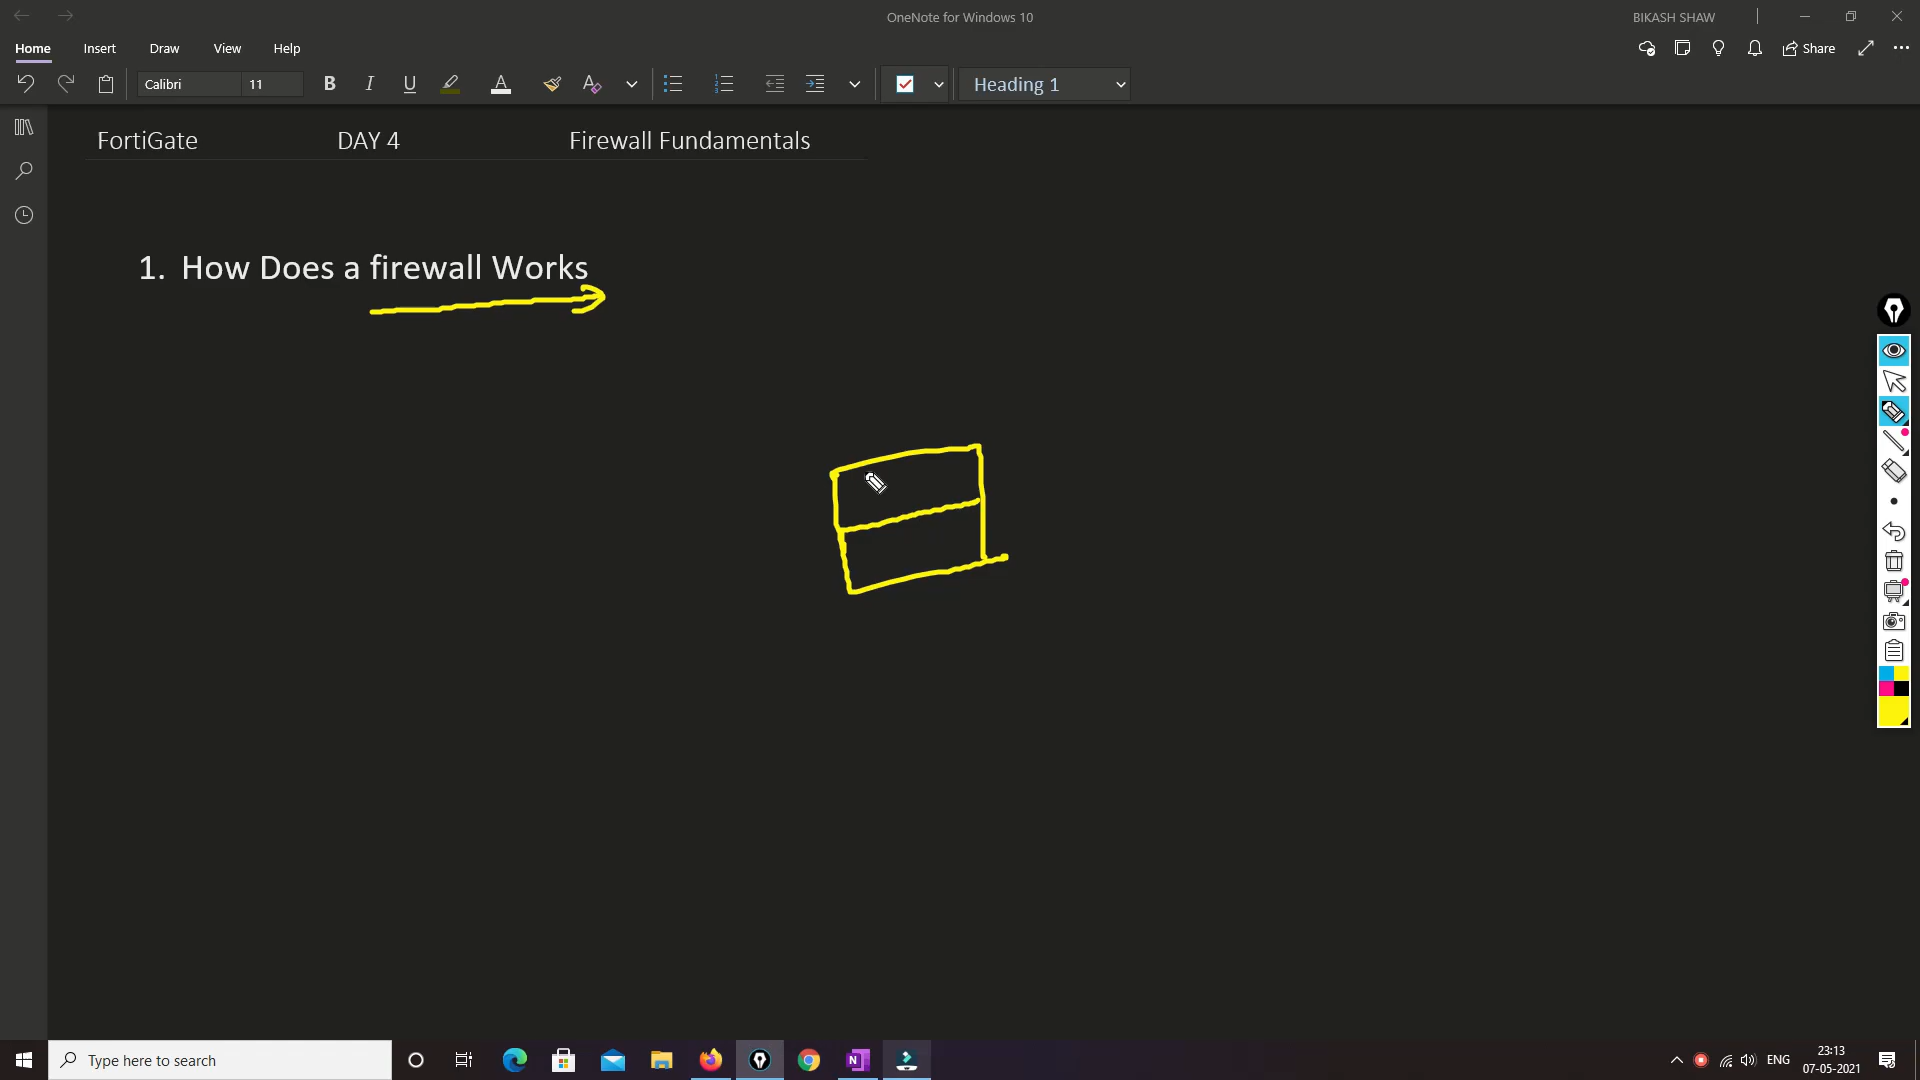 OneNote for Windows 10
BIKASH SHAW
Home Insert Draw View Help
Share
Calibri 11 B I U A A Heading 1
FortiGate DAY 4 Firewall Fundamentals
1. How Does a firewall Works
Type here to search
ENG
23:13
07-05-2021